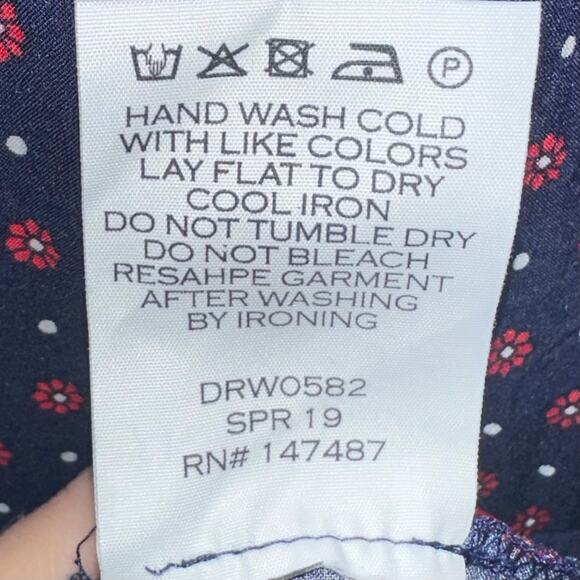 P
HAND WASH COLD
WITH LIKE COLORS
LAY FLAT TO DRY
COOL IRON
DO NOT TUMBLE DRY
DO NOT BLEACH
RESAHPE GARMENT
AFTER WASHING
BY IRONING
DRW0582
SPR 19
RN# 147487